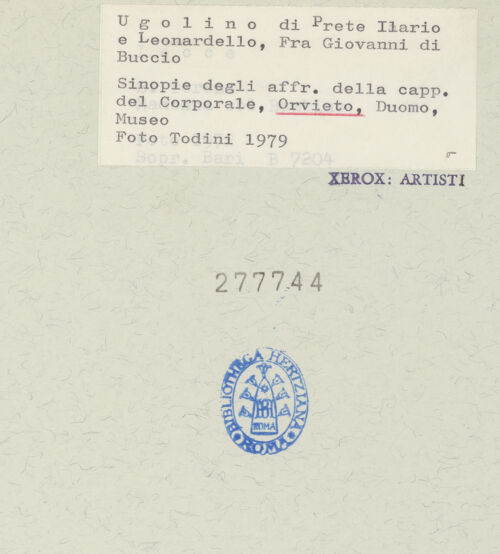 Ugolino di Prete Ilario
e Leonardello, Fra Giovanni di
Buccio
Sinopie degli affr. della capp.
del Corporale, Orvieto, Duomo,
Museo
Foto Todini 1979
Sopr. Bari B 7204
XEROX: ARTISTI
277744
BIBLIOTHECA HERTZIANA
ROMA
ROMA